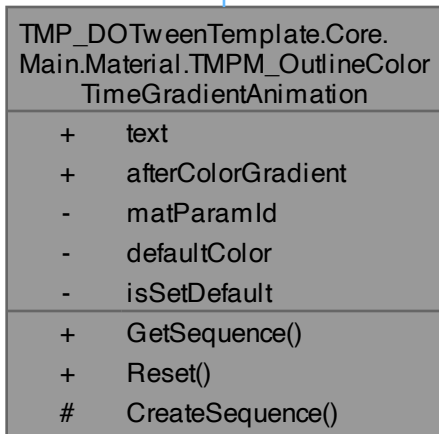 TMP_DOTweenTemplate.Core.
Main.Material.TMPM_OutlineColor
TimeGradientAnimation
+ text
+ afterColorGradient
- matParamId
- defaultColor
- isSetDefault
+ GetSequence()
+ Reset()
# CreateSequence()